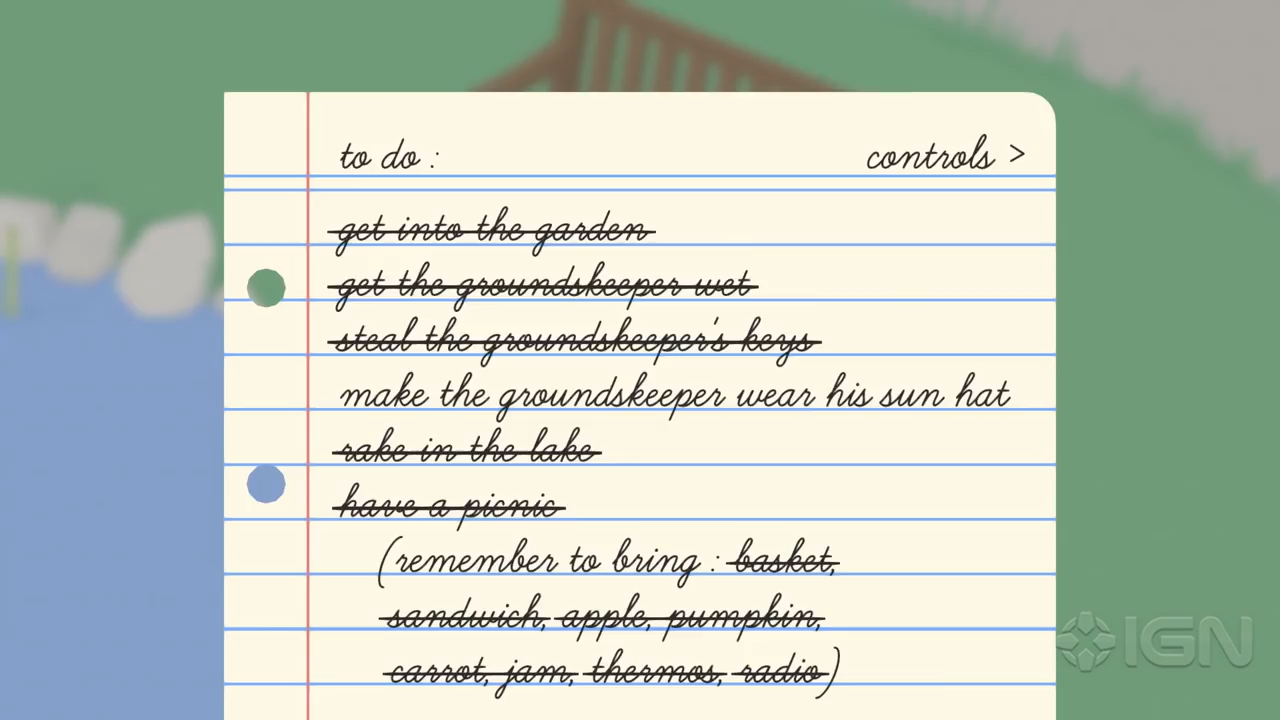 to do :
controls >
get into the garden
get the groundskeeper wet
steal the groundskeeper's keys
make the groundskeeper wear his sun hat
rake in the lake
have a picnic
(remember to bring : basket,
sandwich, apple, pumpkin,
carrot, jam, thermos, radio)
IGN